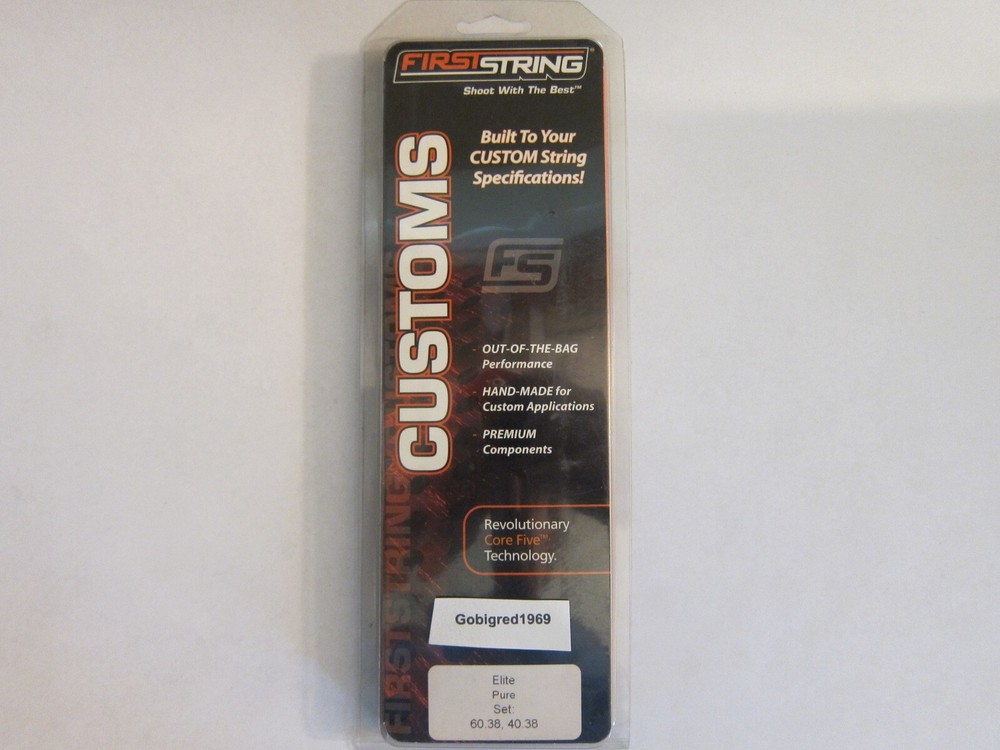 FIRSTSTRING®
Shoot With The Best™
Built To Your
CUSTOM String
Specifications!
CUSTOMS
FS
OUT-OF-THE-BAG
Performance
HAND-MADE for
Custom Applications
PREMIUM
Components
Revolutionary
Core Five™
Technology.
FIRSTSTRING
Gobigred1969
Elite
Pure
Set:
60.38, 40.38